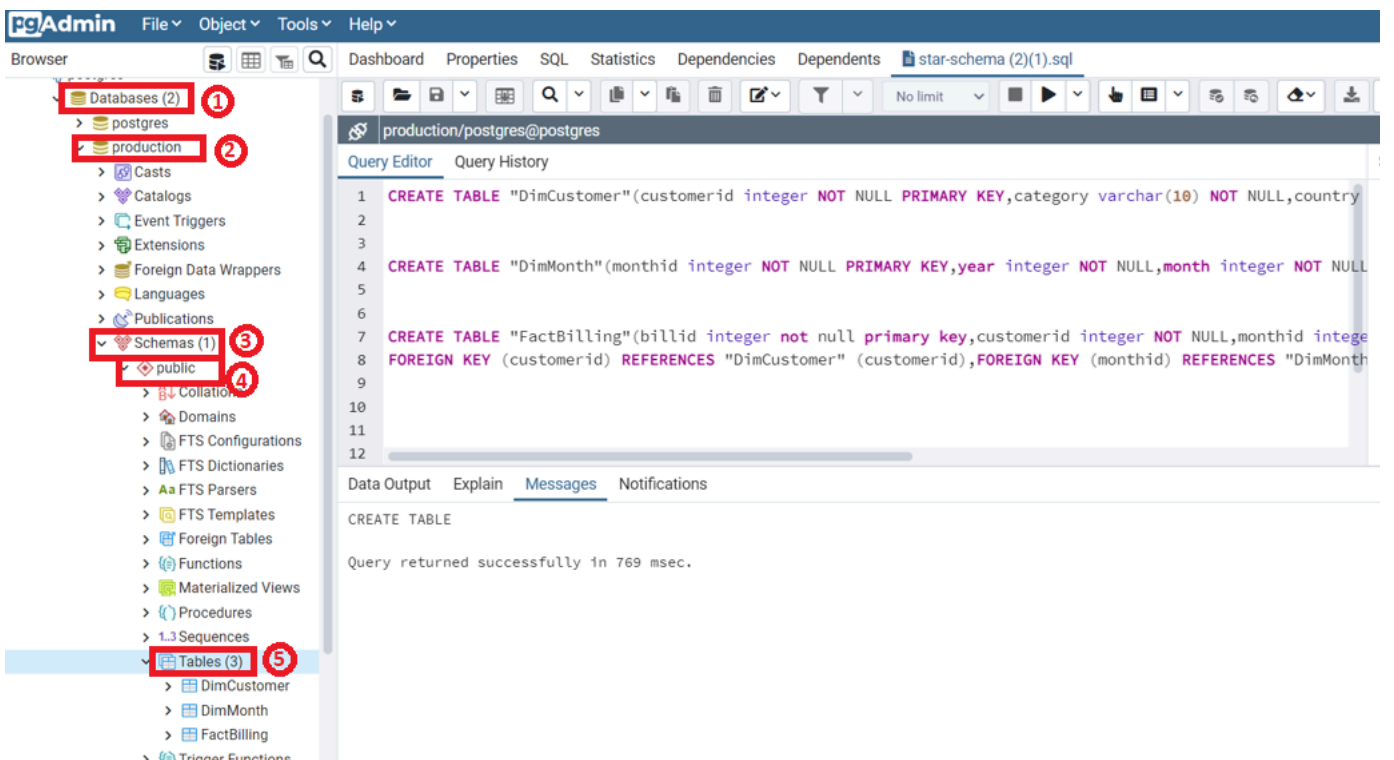 pgAdmin File Object Tools Help
Browser
Dashboard Properties SQL Statistics Dependencies Dependents star-schema (2)(1).sql
Databases (2) 1
No limit
postgres
production/postgres@postgres
production 2
Query Editor Query History
Casts
Catalogs
Event Triggers
Extensions
Foreign Data Wrappers
Languages
Publications
Schemas (1) 3
public 4
Collations
Domains
FTS Configurations
FTS Dictionaries
Aa FTS Parsers
FTS Templates
Foreign Tables
Functions
Materialized Views
Procedures
1..3 Sequences
Tables (3) 5
DimCustomer
DimMonth
FactBilling
Trigger Functions
1 CREATE TABLE "DimCustomer"(customerid integer NOT NULL PRIMARY KEY,category varchar(10) NOT NULL,country
2
3
4 CREATE TABLE "DimMonth"(monthid integer NOT NULL PRIMARY KEY,year integer NOT NULL,month integer NOT NULL
5
6
7 CREATE TABLE "FactBilling"(billid integer not null primary key,customerid integer NOT NULL,monthid intege
8 FOREIGN KEY (customerid) REFERENCES "DimCustomer" (customerid),FOREIGN KEY (monthid) REFERENCES "DimMonth
9
10
11
12
Data Output Explain Messages Notifications
CREATE TABLE
Query returned successfully in 769 msec.